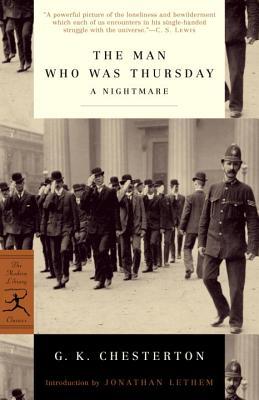 "A powerful picture of the loneliness and bewilderment
which each of us encounters in his single-handed
struggle with the universe."—C. S. Lewis
THE MAN
WHO WAS THURSDAY
A NIGHTMARE
The Modern Library
Classics
G. K. CHESTERTON
Introduction by JONATHAN LETHEM